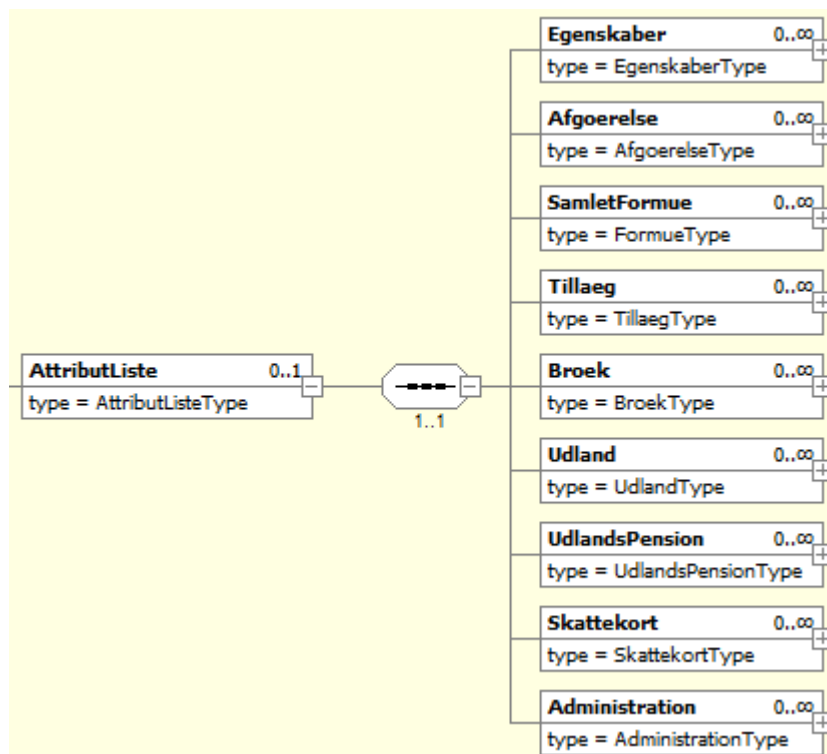 Egenskaber 0..∞
type = EgenskaberType
Afgoerelse 0..∞
type = AfgoerelseType
SamletFormue 0..∞
type = FormueType
Tillaeg 0..∞
type = TillaegType
AttributListe 0..1
type = AttributListeType
1..1
Broek 0..∞
type = BroekType
Udland 0..∞
type = UdlandType
UdlandsPension 0..∞
type = UdlandsPensionType
Skattekort 0..∞
type = SkattekortType
Administration 0..∞
type = AdministrationType